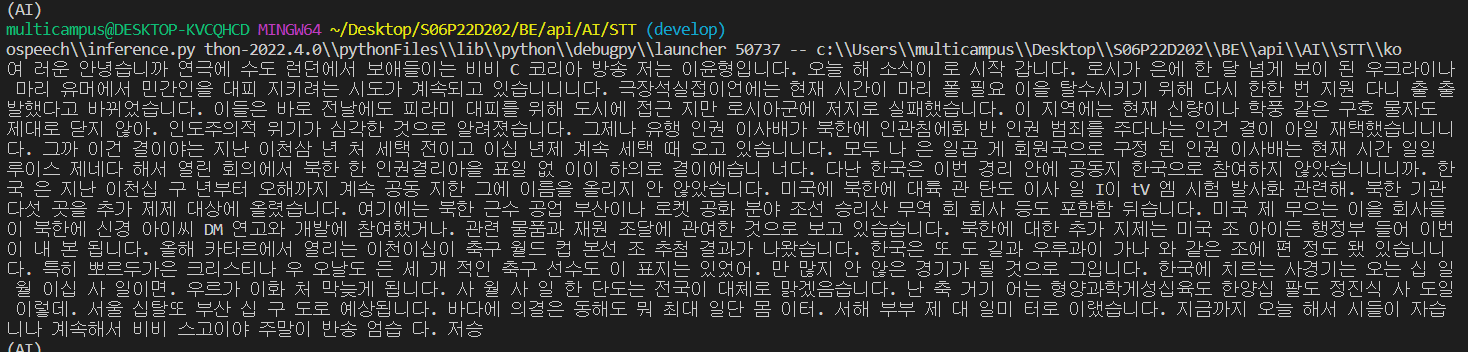 (AI)
multicampus@DESKTOP-KVCQHCD MINGW64 ~/Desktop/S06P22D202/BE/api/AI/STT (develop)
ospeech\\inference.py thon-2022.4.0\\pythonFiles\\lib\\python\\debugpy\\launcher 50737 -- c:\\Users\\multicampus\\Desktop\\S06P22D202\\BE\\api\\AI\\STT\\ko
여 러운 안녕습니까 연극에 수도 런던에서 보애들이는 비비 C 코리아 방송 저는 이윤형입니다. 오늘 해 소식이 로 시작 갑니다. 로시가 은에 한 달 넘게 보이 된 우크라이나
마리 유머에서 민간인을 대피 지키려는 시도가 계속되고 있습니니니다. 극장석실접이언에는 현재 시간이 마리 폴 필요 이을 탈수시키기 위해 다시 한한 번 지원 다니 출 출
발했다고 바뀌었습니다. 이들은 바로 전날에도 피라미 대피를 위해 도시에 접근 지만 로시아군에 저지로 실패했습니다. 이 지역에는 현재 신량이나 학풍 같은 구호 물자도
제대로 닫지 않아. 인도주의적 위기가 심각한 것으로 알려졌습니다. 그제나 유행 인권 이사배가 북한에 인관침에화 반 인권 범죄를 주다나는 인건 결이 아일 재택했습니니니
다. 그까 이건 결이야는 지난 이천삼 년 처 세택 전이고 이십 년제 계속 세택 때 오고 있습니니다. 모두 나 은 일곱 게 회원국으로 구정 된 인권 이사배는 현재 시간 일일
루이스 제네다 해서 열린 회의에서 북한 한 인권결리아을 표일 없 이이 하의로 결이에습니 너다. 다난 한국은 이번 경리 안에 공동지 한국으로 참여하지 않았습니니니까. 한
국 은 지난 이천십 구 년부터 오해까지 계속 공동 지한 그에 이름을 올리지 안 않았습니다. 미국에 북한에 대륙 관 탄도 이사 일 I이 tV 엠 시험 발사화 관련해. 북한 기관
다섯 곳을 추가 제제 대상에 올렸습니다. 여기에는 북한 근수 공업 부산이나 로켓 공화 분야 조선 승리산 무역 회 회사 등도 포함함 뒤습니다. 미국 제 무으는 이을 회사들
이 북한에 신경 아이씨 DM 연고와 개발에 참여했거나. 관련 물품과 재원 조달에 관여한 것으로 보고 있습습니다. 북한에 대한 추가 지제는 미국 조 아이든 행정부 들어 이번
이 내 본 됩니다. 올해 카타르에서 열리는 이천이십이 축구 월드 컵 본선 조 추첨 결과가 나왔습니다. 한국은 또 도 길과 우루과이 가나 와 같은 조에 편 정도 됐 있습니니
다. 특히 뽀르두가은 크리스티나 우 오날도 든 세 개 적인 축구 선수도 이 표지는 있었어. 만 많지 안 않은 경기가 될 것으로 그입니다. 한국에 치르는 사경기는 오는 십 일
월 이십 사 일이면. 우르가 이화 처 막늦게 됩니다. 사 월 사 일 한 단도는 전국이 대체로 맑겠음습니다. 난 축 거기 어는 형양과학게성십육도 한양십 팔도 정진식 사 도일
이렇데. 서울 십탈또 부산 십 구 도로 예상됩니다. 바다에 의결은 동해도 뭐 최대 일단 몸 이터. 서해 부부 제 대 일미 터로 이랬습니다. 지금까지 오늘 해서 시들이 자습
니나 계속해서 비비 스고이야 주말이 반송 엄습 다. 저승
(AI)